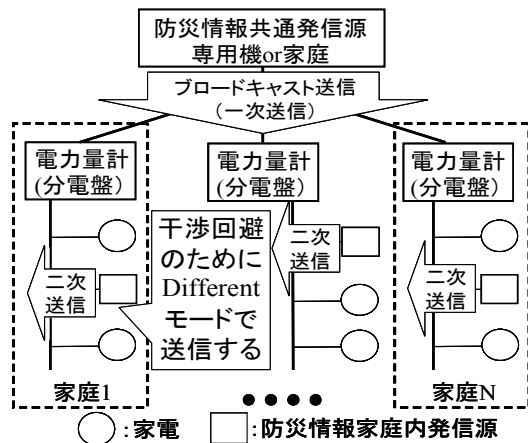 防災情報共通発信源
専用機or家庭
ブロードキャスト送信
(一次送信)
電力量計
(分電盤)
電力量計
(分電盤)
電力量計
(分電盤)
干渉回避
のために
Different
モードで
送信する
二次
送信
二次
送信
二次
送信
家庭1
家庭N
:家電
:防災情報家庭内発信源